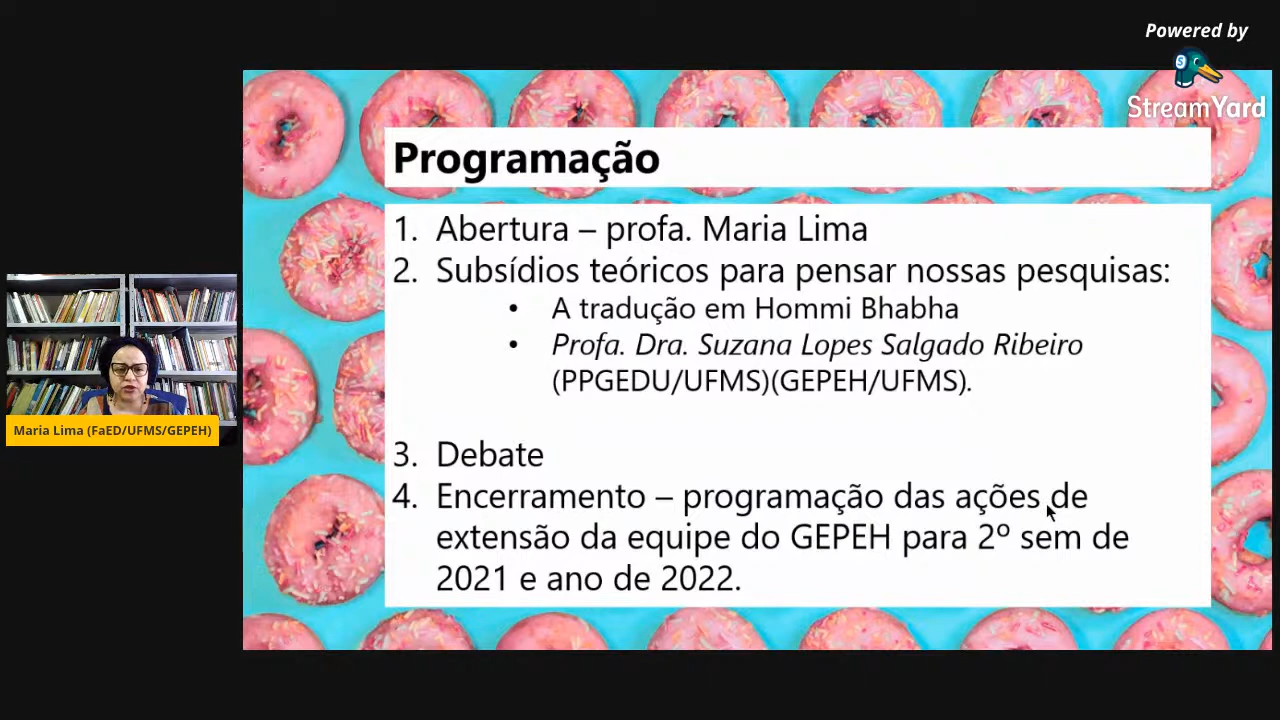 Powered by
StreamYard
Programação
1. Abertura – profa. Maria Lima
2. Subsídios teóricos para pensar nossas pesquisas:
• A tradução em Hommi Bhabha
• Profa. Dra. Suzana Lopes Salgado Ribeiro
(PPGEDU/UFMS)(GEPEH/UFMS).
3. Debate
4. Encerramento – programação das ações de
extensão da equipe do GEPEH para 2º sem de
2021 e ano de 2022.
Maria Lima (FaED/UFMS/GEPEH)